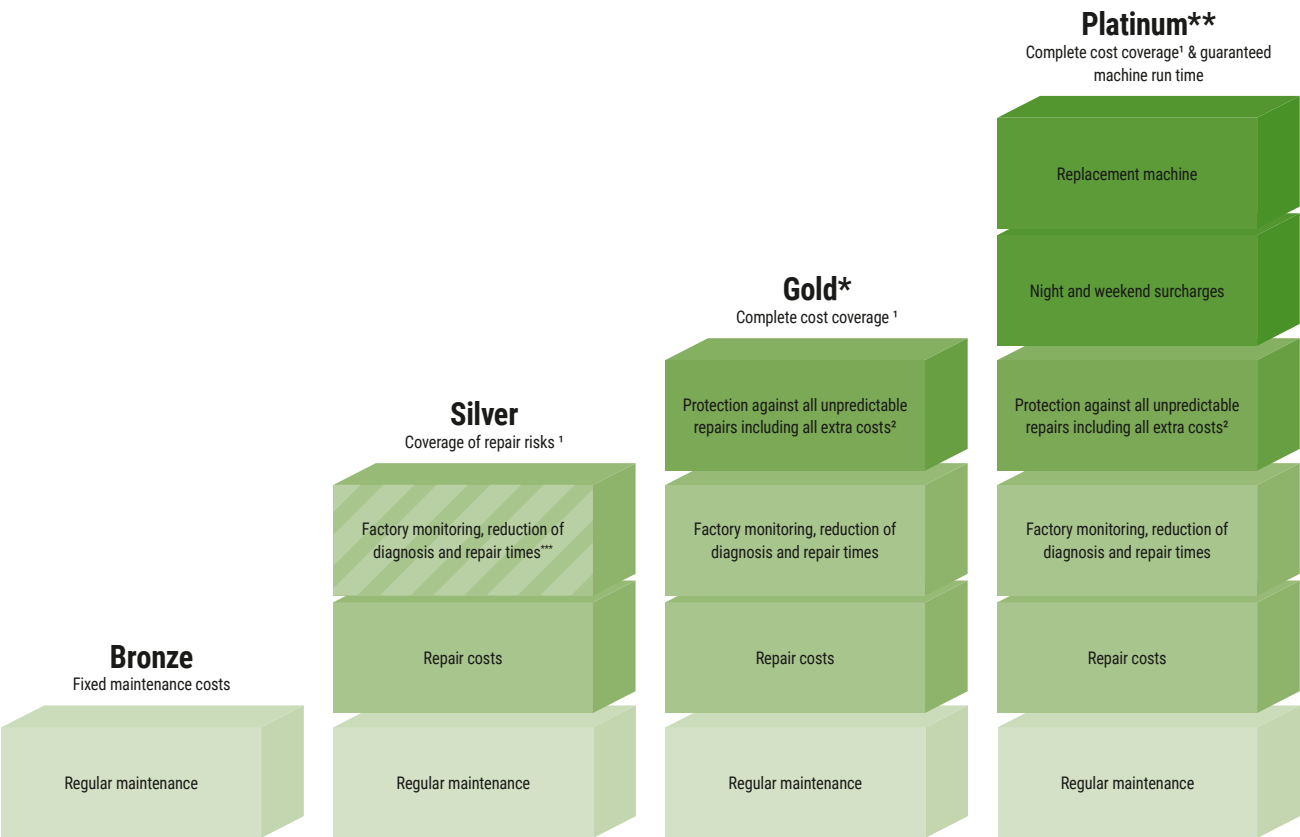 Platinum**
Complete cost coverage¹ & guaranteed
machine run time
Replacement machine
Night and weekend surcharges
Protection against all unpredictable
repairs including all extra costs²
Factory monitoring, reduction of
diagnosis and repair times
Repair costs
Regular maintenance
Gold*
Complete cost coverage ¹
Protection against all unpredictable
repairs including all extra costs²
Factory monitoring, reduction of
diagnosis and repair times
Repair costs
Regular maintenance
Silver
Coverage of repair risks ¹
Factory monitoring, reduction of
diagnosis and repair times***
Repair costs
Regular maintenance
Bronze
Fixed maintenance costs
Regular maintenance